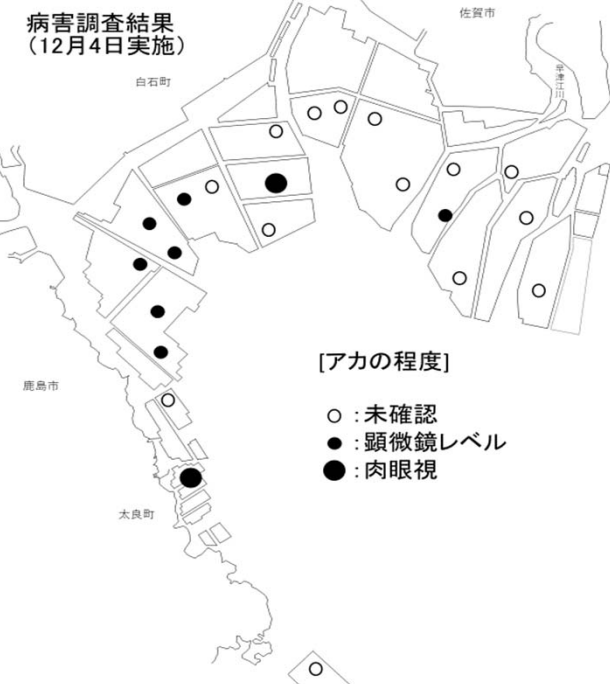 病害調査結果
（12月4日実施）
佐賀市
白石町
早津江川
[アカの程度]
：未確認
：顕微鏡レベル
：肉眼視
鹿島市
太良町